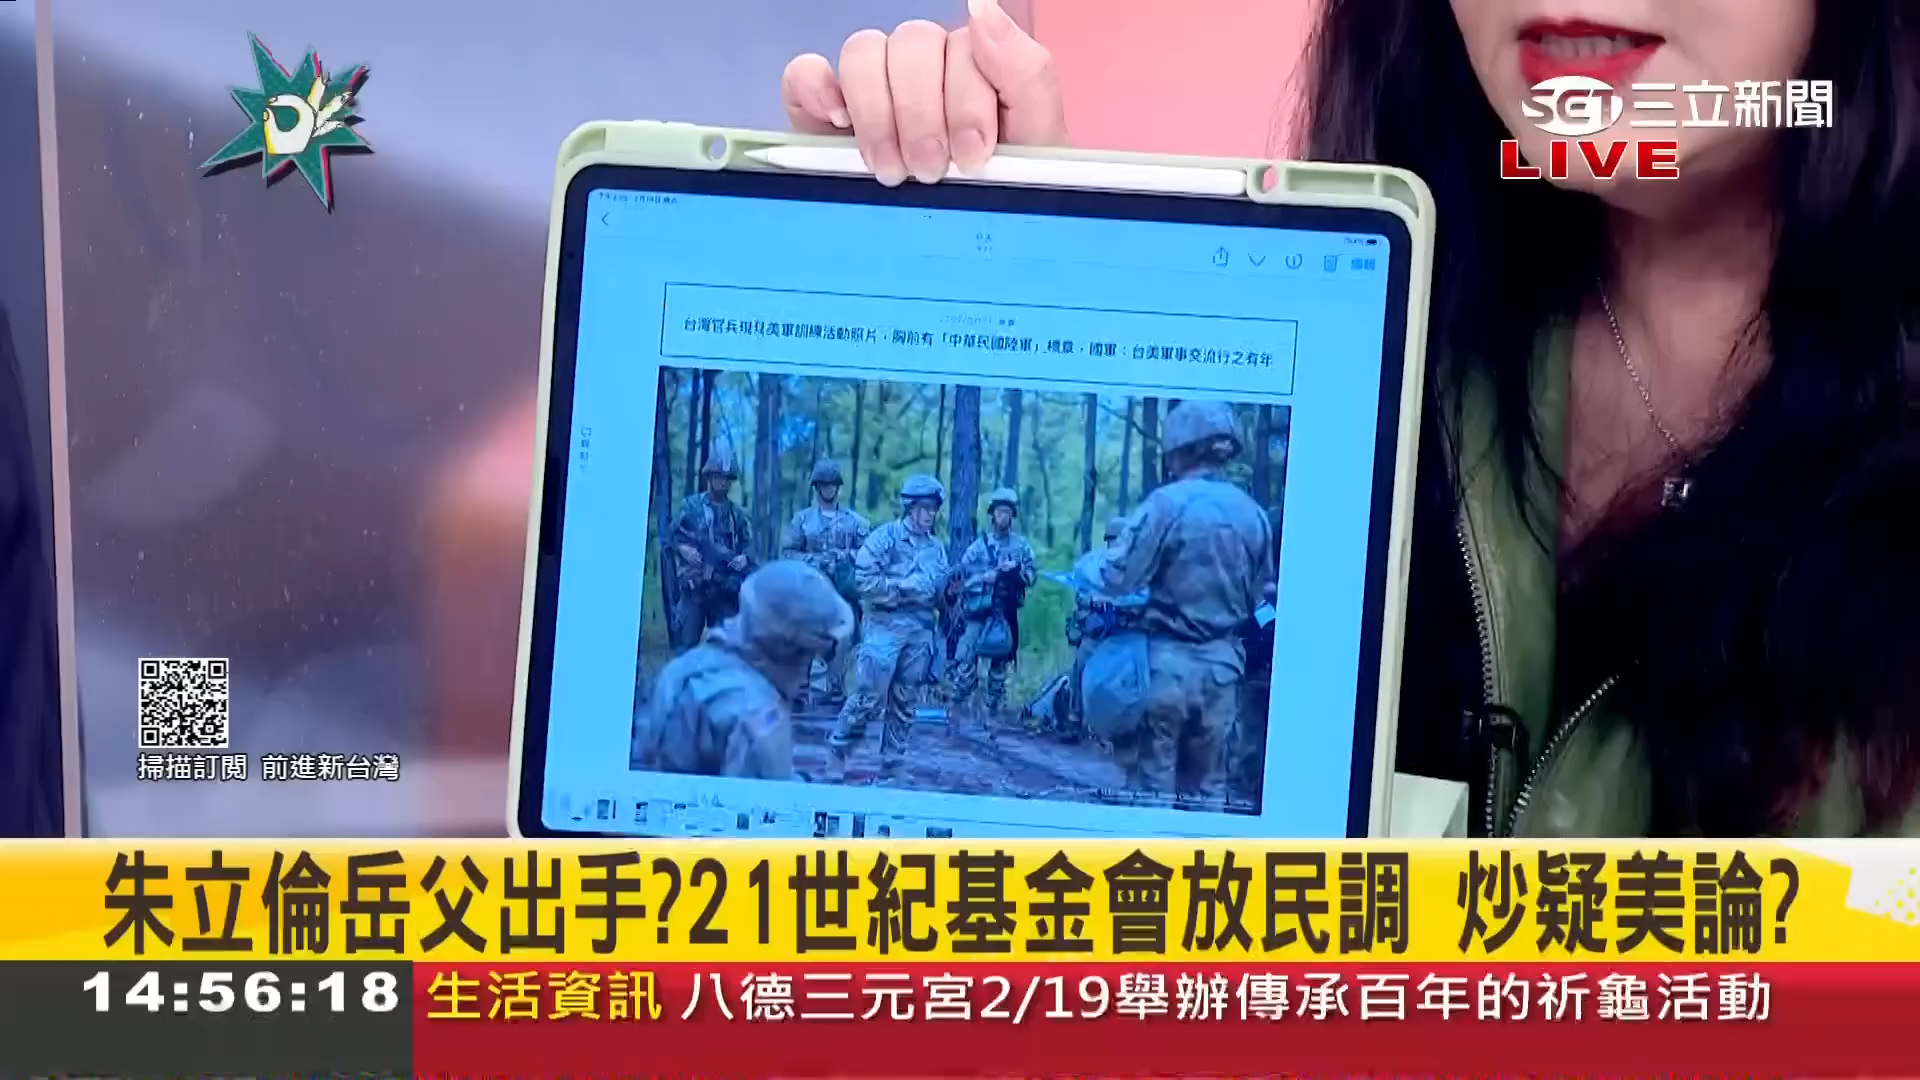 SET三立新聞
LIVE
編輯
台灣官兵現身美軍訓練活動照片，胸前有「中華民國陸軍」標章，國軍：台美軍事交流行之有年
掃描訂閱 前進新台灣
朱立倫岳父出手?21世紀基金會放民調 炒疑美論?
14:56:18 生活資訊 八德三元宮2/19舉辦傳承百年的祈龜活動